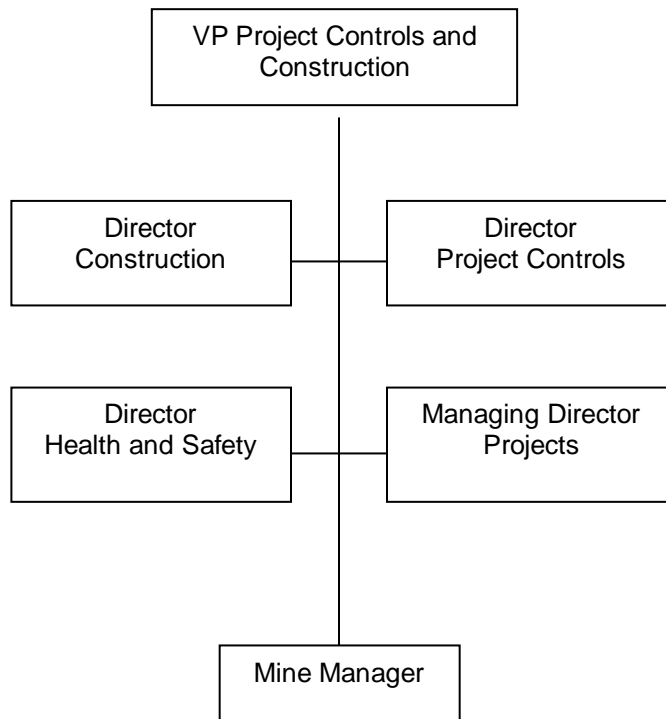 VP Project Controls and
Construction
Director
Construction
Director
Project Controls
Director
Health and Safety
Managing Director
Projects
Mine Manager